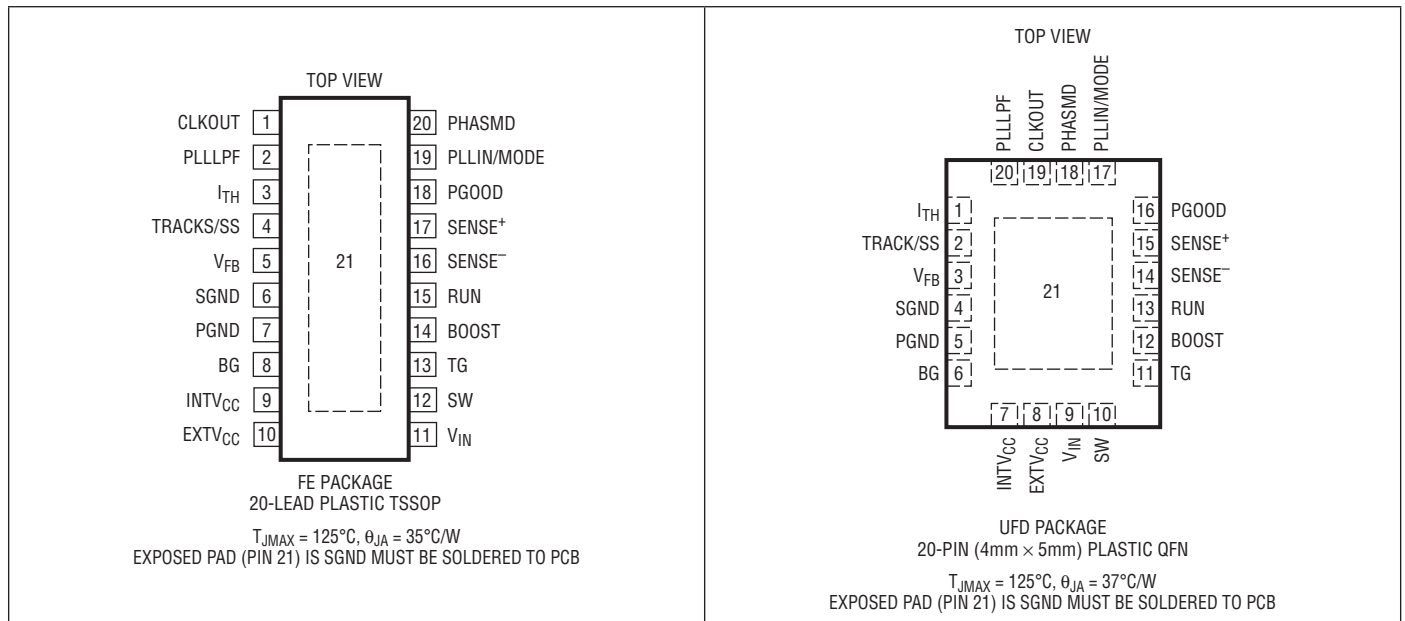 TOP VIEW
CLKOUT 1
PLLLPF 2
ITH 3
TRACKS/SS 4
VFB 5
SGND 6
PGND 7
BG 8
INTVCC 9
EXTVCC 10
20 PHASMD
19 PLLIN/MODE
18 PGOOD
17 SENSE+
16 SENSE–
15 RUN
14 BOOST
13 TG
12 SW
11 VIN
21
FE PACKAGE
20-LEAD PLASTIC TSSOP
TJMAX = 125°C, θJA = 35°C/W
EXPOSED PAD (PIN 21) IS SGND MUST BE SOLDERED TO PCB
TOP VIEW
PLLLPF
CLKOUT
PHASMD
PLLIN/MODE
20 19 18 17
ITH 1
TRACK/SS 2
VFB 3
SGND 4
PGND 5
BG 6
16 PGOOD
15 SENSE+
14 SENSE–
13 RUN
12 BOOST
11 TG
21
7 8 9 10
INTVCC
EXTVCC
VIN
SW
UFD PACKAGE
20-PIN (4mm × 5mm) PLASTIC QFN
TJMAX = 125°C, θJA = 37°C/W
EXPOSED PAD (PIN 21) IS SGND MUST BE SOLDERED TO PCB